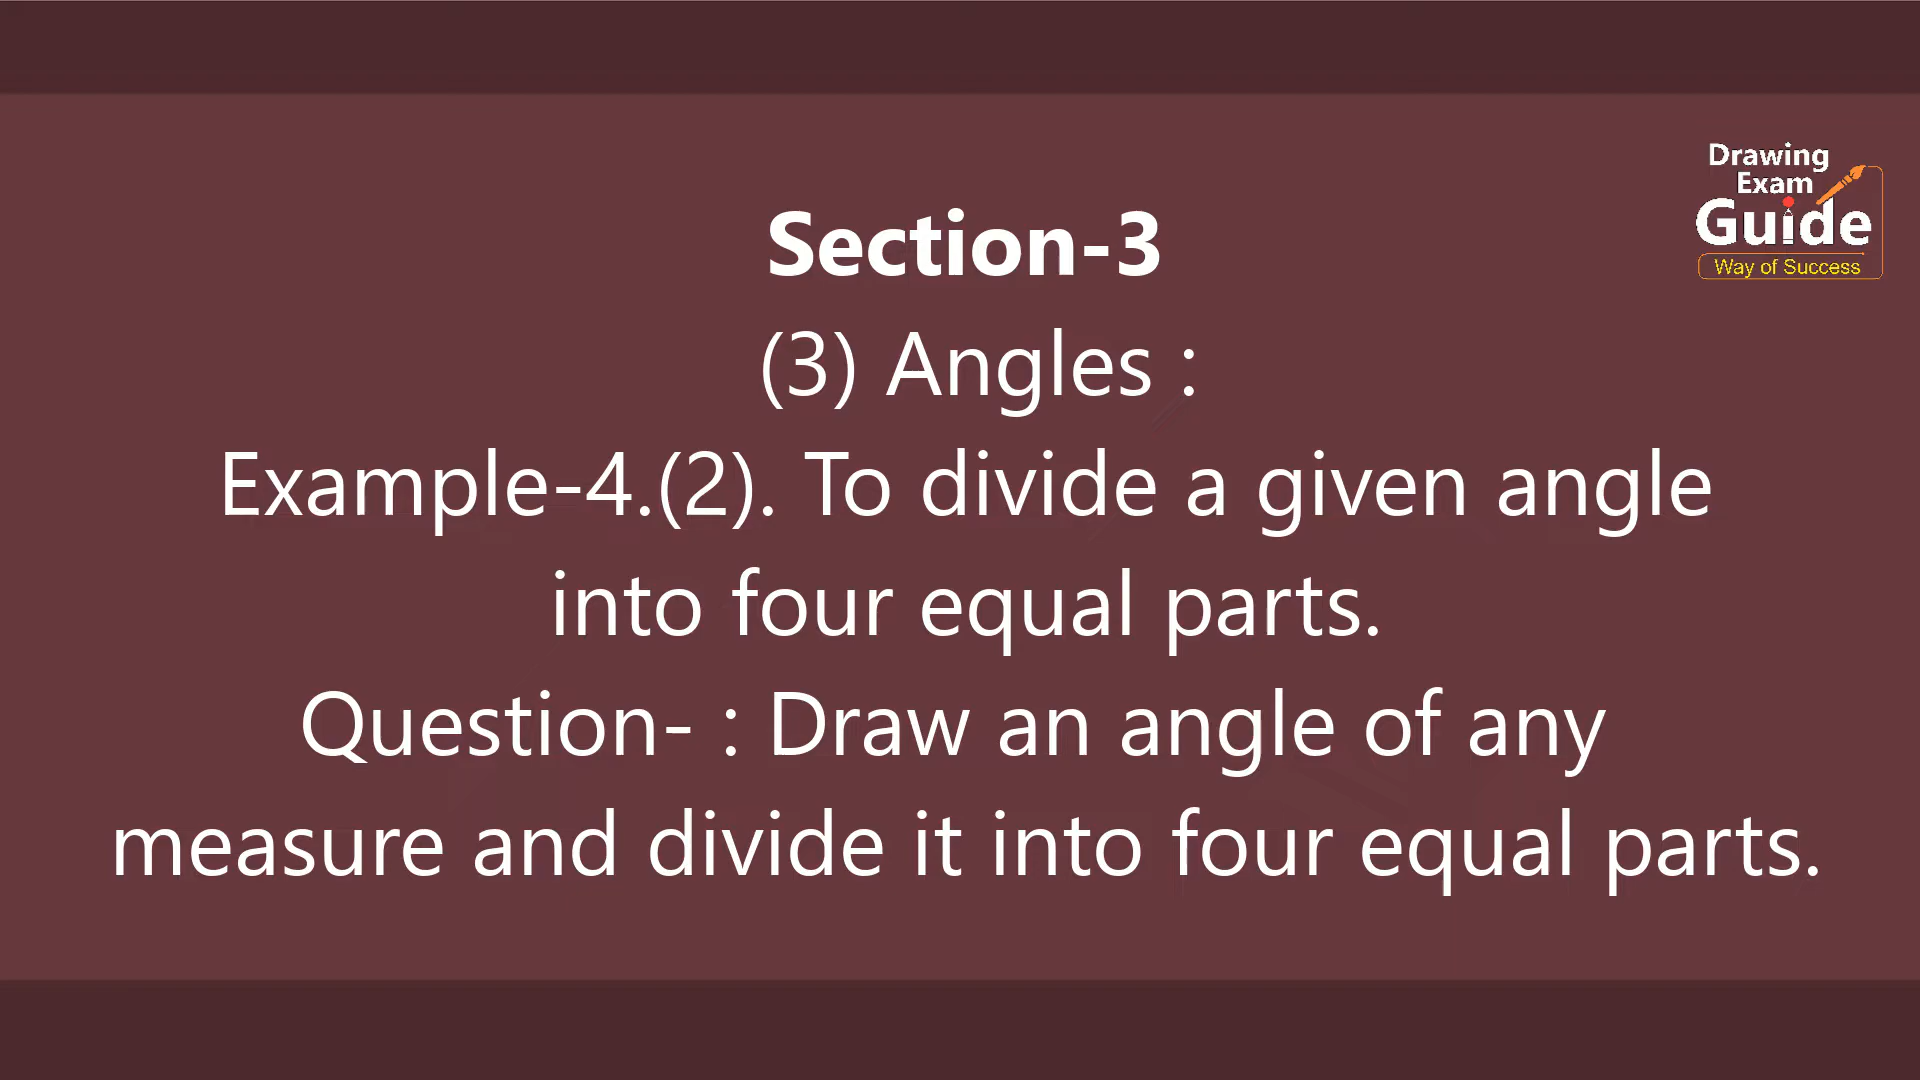 Drawing
Exam
Guide
Way of Success
Section-3
(3) Angles :
Example-4.(2). To divide a given angle
into four equal parts.
Question- : Draw an angle of any
measure and divide it into four equal parts.